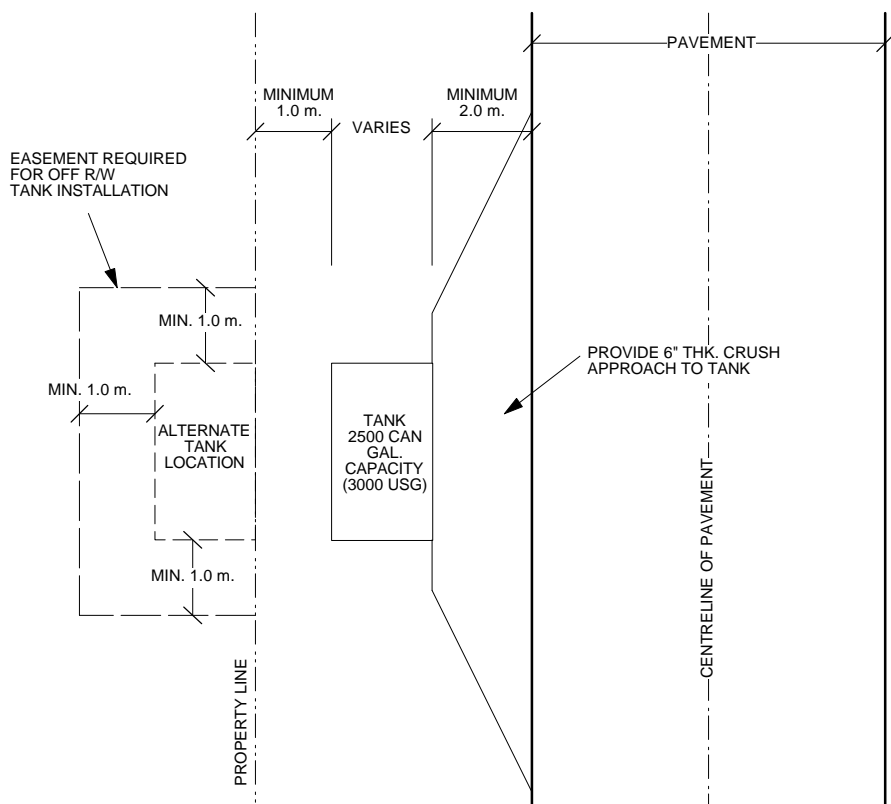 PAVEMENT
MINIMUM
1.0 m.
VARIES
MINIMUM
2.0 m.
EASEMENT REQUIRED
FOR OFF R/W
TANK INSTALLATION
MIN. 1.0 m.
MIN. 1.0 m.
ALTERNATE
TANK
LOCATION
MIN. 1.0 m.
TANK
2500 CAN
GAL.
CAPACITY
(3000 USG)
PROVIDE 6" THK. CRUSH
APPROACH TO TANK
PROPERTY LINE
CENTRELINE OF PAVEMENT